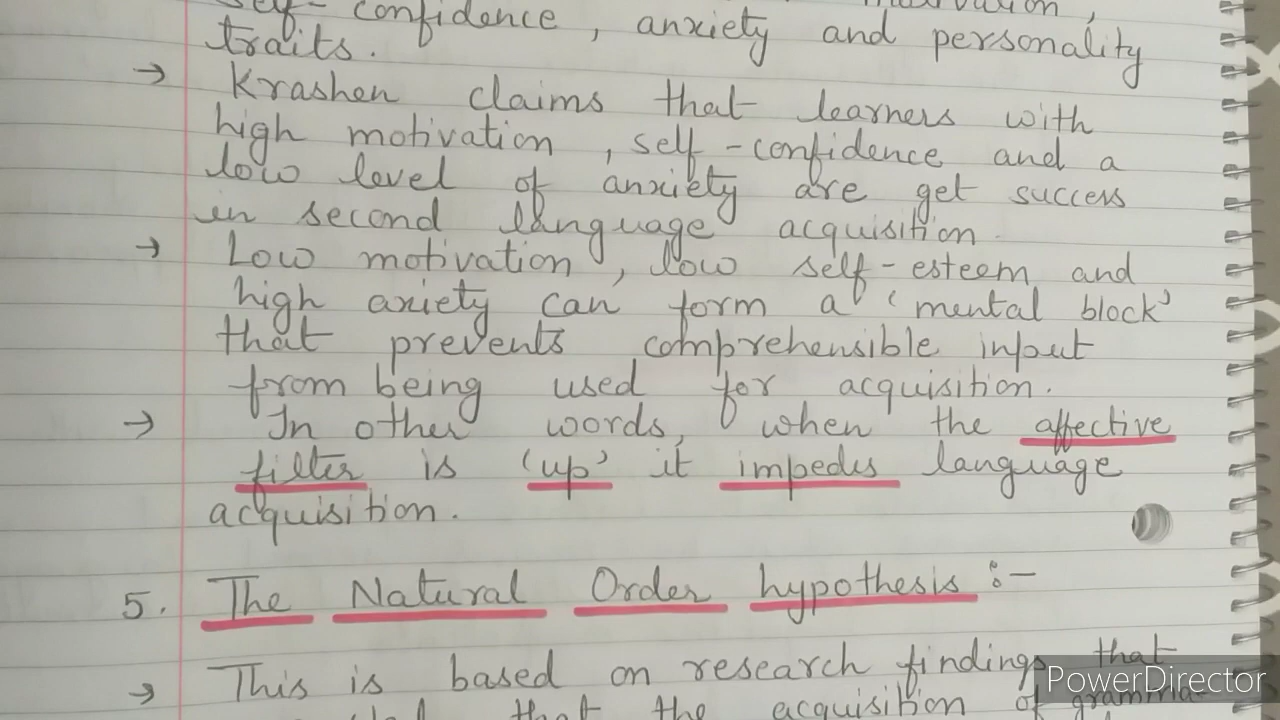 self-confidence, anxiety and personality
traits.
→ Krashen claims that learners with
high motivation, self-confidence and a
low level of anxiety are get success
in second language acquisition.
→ Low motivation, low self-esteem and
high axiety can form a 'mental block'
that prevents comprehensible input
from being used for acquisition.
→ In other words, when the affective
filter is 'up' it impedes language
acquisition.
5. The Natural Order hypothesis :-
→ This is based on research findings that
that the acquisition of
PowerDirector